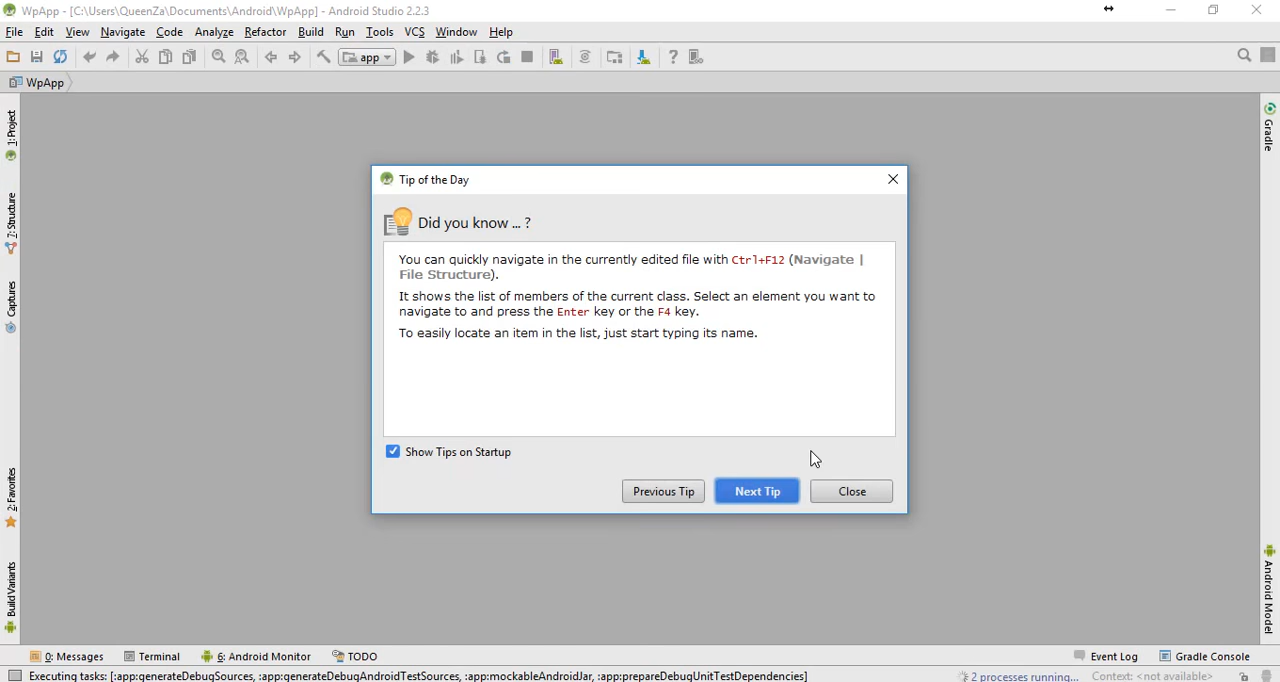 WpApp - [C:\Users\QueenZa\Documents\Android\WpApp] - Android Studio 2.2.3
File Edit View Navigate Code Analyze Refactor Build Run Tools VCS Window Help
app
WpApp
1: Project
7: Structure
Captures
2: Favorites
Build Variants
Gradle
Android Model
Tip of the Day
Did you know ... ?
You can quickly navigate in the currently edited file with Ctrl+F12 (Navigate |
File Structure).
It shows the list of members of the current class. Select an element you want to
navigate to and press the Enter key or the F4 key.
To easily locate an item in the list, just start typing its name.
Show Tips on Startup
Previous Tip Next Tip Close
0: Messages Terminal 6: Android Monitor TODO Event Log Gradle Console
Executing tasks: [:app:generateDebugSources, :app:generateDebugAndroidTestSources, :app:mockableAndroidJar, :app:prepareDebugUnitTestDependencies] 2 processes running... Context: <not available>